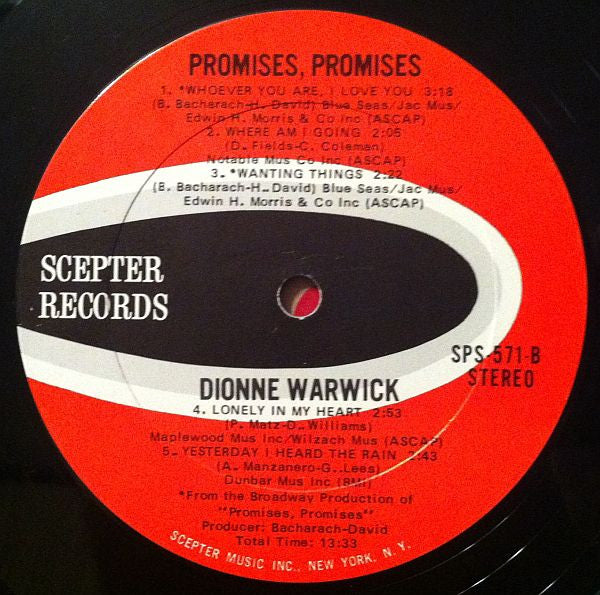 PROMISES, PROMISES
1. *WHOEVER YOU ARE, I LOVE YOU 3:18
(B. Bacharach-H. David) Blue Seas/Jac Mus/
Edwin H. Morris & Co Inc (ASCAP)
2. WHERE AM I GOING 2:05
(D. Fields-C. Coleman)
Notable Mus Co Inc (ASCAP)
3. *WANTING THINGS 2:22
(B. Bacharach-H. David) Blue Seas/Jac Mus/
Edwin H. Morris & Co Inc (ASCAP)
SCEPTER
RECORDS
SPS-571-B
STEREO
DIONNE WARWICK
4. LONELY IN MY HEART 2:53
(P. Matz-D. Williams)
Maplewood Mus Inc/Wilzach Mus (ASCAP)
5. YESTERDAY I HEARD THE RAIN 2:43
(A. Manzanero-G. Lees)
Dunbar Mus Inc (BMI)
*From the Broadway Production of
"Promises, Promises"
Producer: Bacharach-David
Total Time: 13:33
SCEPTER MUSIC INC., NEW YORK, N. Y.